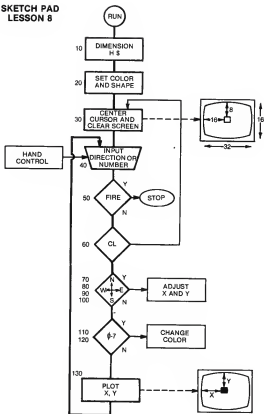 SKETCH PAD
LESSON 8
RUN
10
DIMENSION
H $
20
SET COLOR
AND SHAPE
30
CENTER
CURSOR AND
CLEAR SCREEN
8
16
16
32
HAND
CONTROL
INPUT
DIRECTION OR
NUMBER
40
50
FIRE
Y
N
STOP
60
CL
70
80
90
100
N
W
E
S
ADJUST
X AND Y
110
120
φ-7
Y
N
CHANGE
COLOR
130
PLOT
X, Y
Y
X